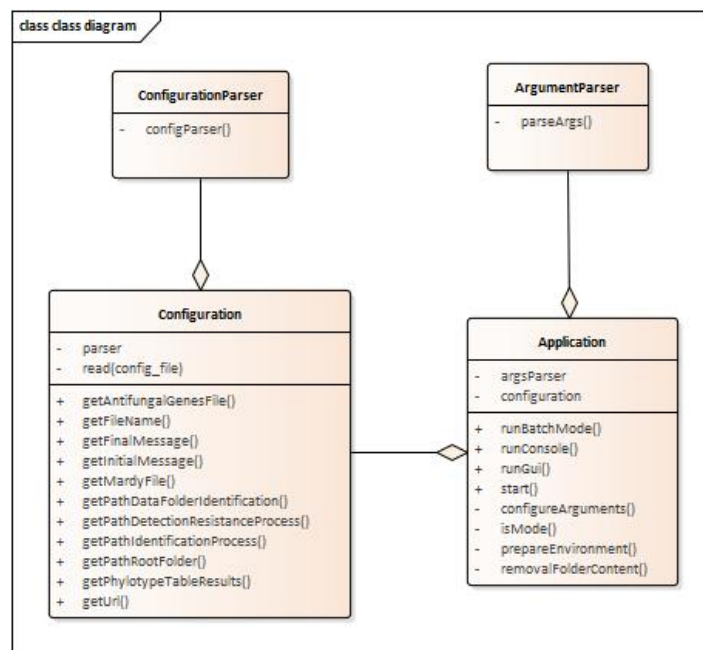 class class diagram
ConfigurationParser
- configParser()
ArgumentParser
- parseArgs()
Configuration
- parser
- read(config_file)
+ getAntifungalGenesFile()
+ getFileName()
+ getFinalMessage()
+ getInitialMessage()
+ getMardyFile()
+ getPathDataFolderIdentification()
+ getPathDetectionResistanceProcess()
+ getPathIdentificationProcess()
+ getPathRootFolder()
+ getPhylotypeTableResults()
+ getUrl()
Application
- argsParser
- configuration
+ runBatchMode()
+ runConsole()
+ runGui()
+ start()
- configureArguments()
- isMode()
- prepareEnvironment()
- removalFolderContent()